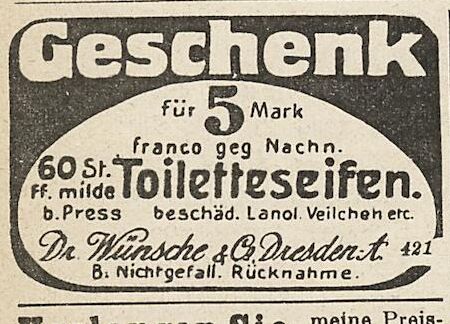 Geschenk
für 5 Mark
franco geg Nachn.
60 St. Toiletteseifen.
ff. milde
b. Press beschäd. Lanol. Veilchen etc.
Dr. Wünsche & Co, Dresden-A 421
B. Nichtgefall. Rücknahme.
meine Preis-